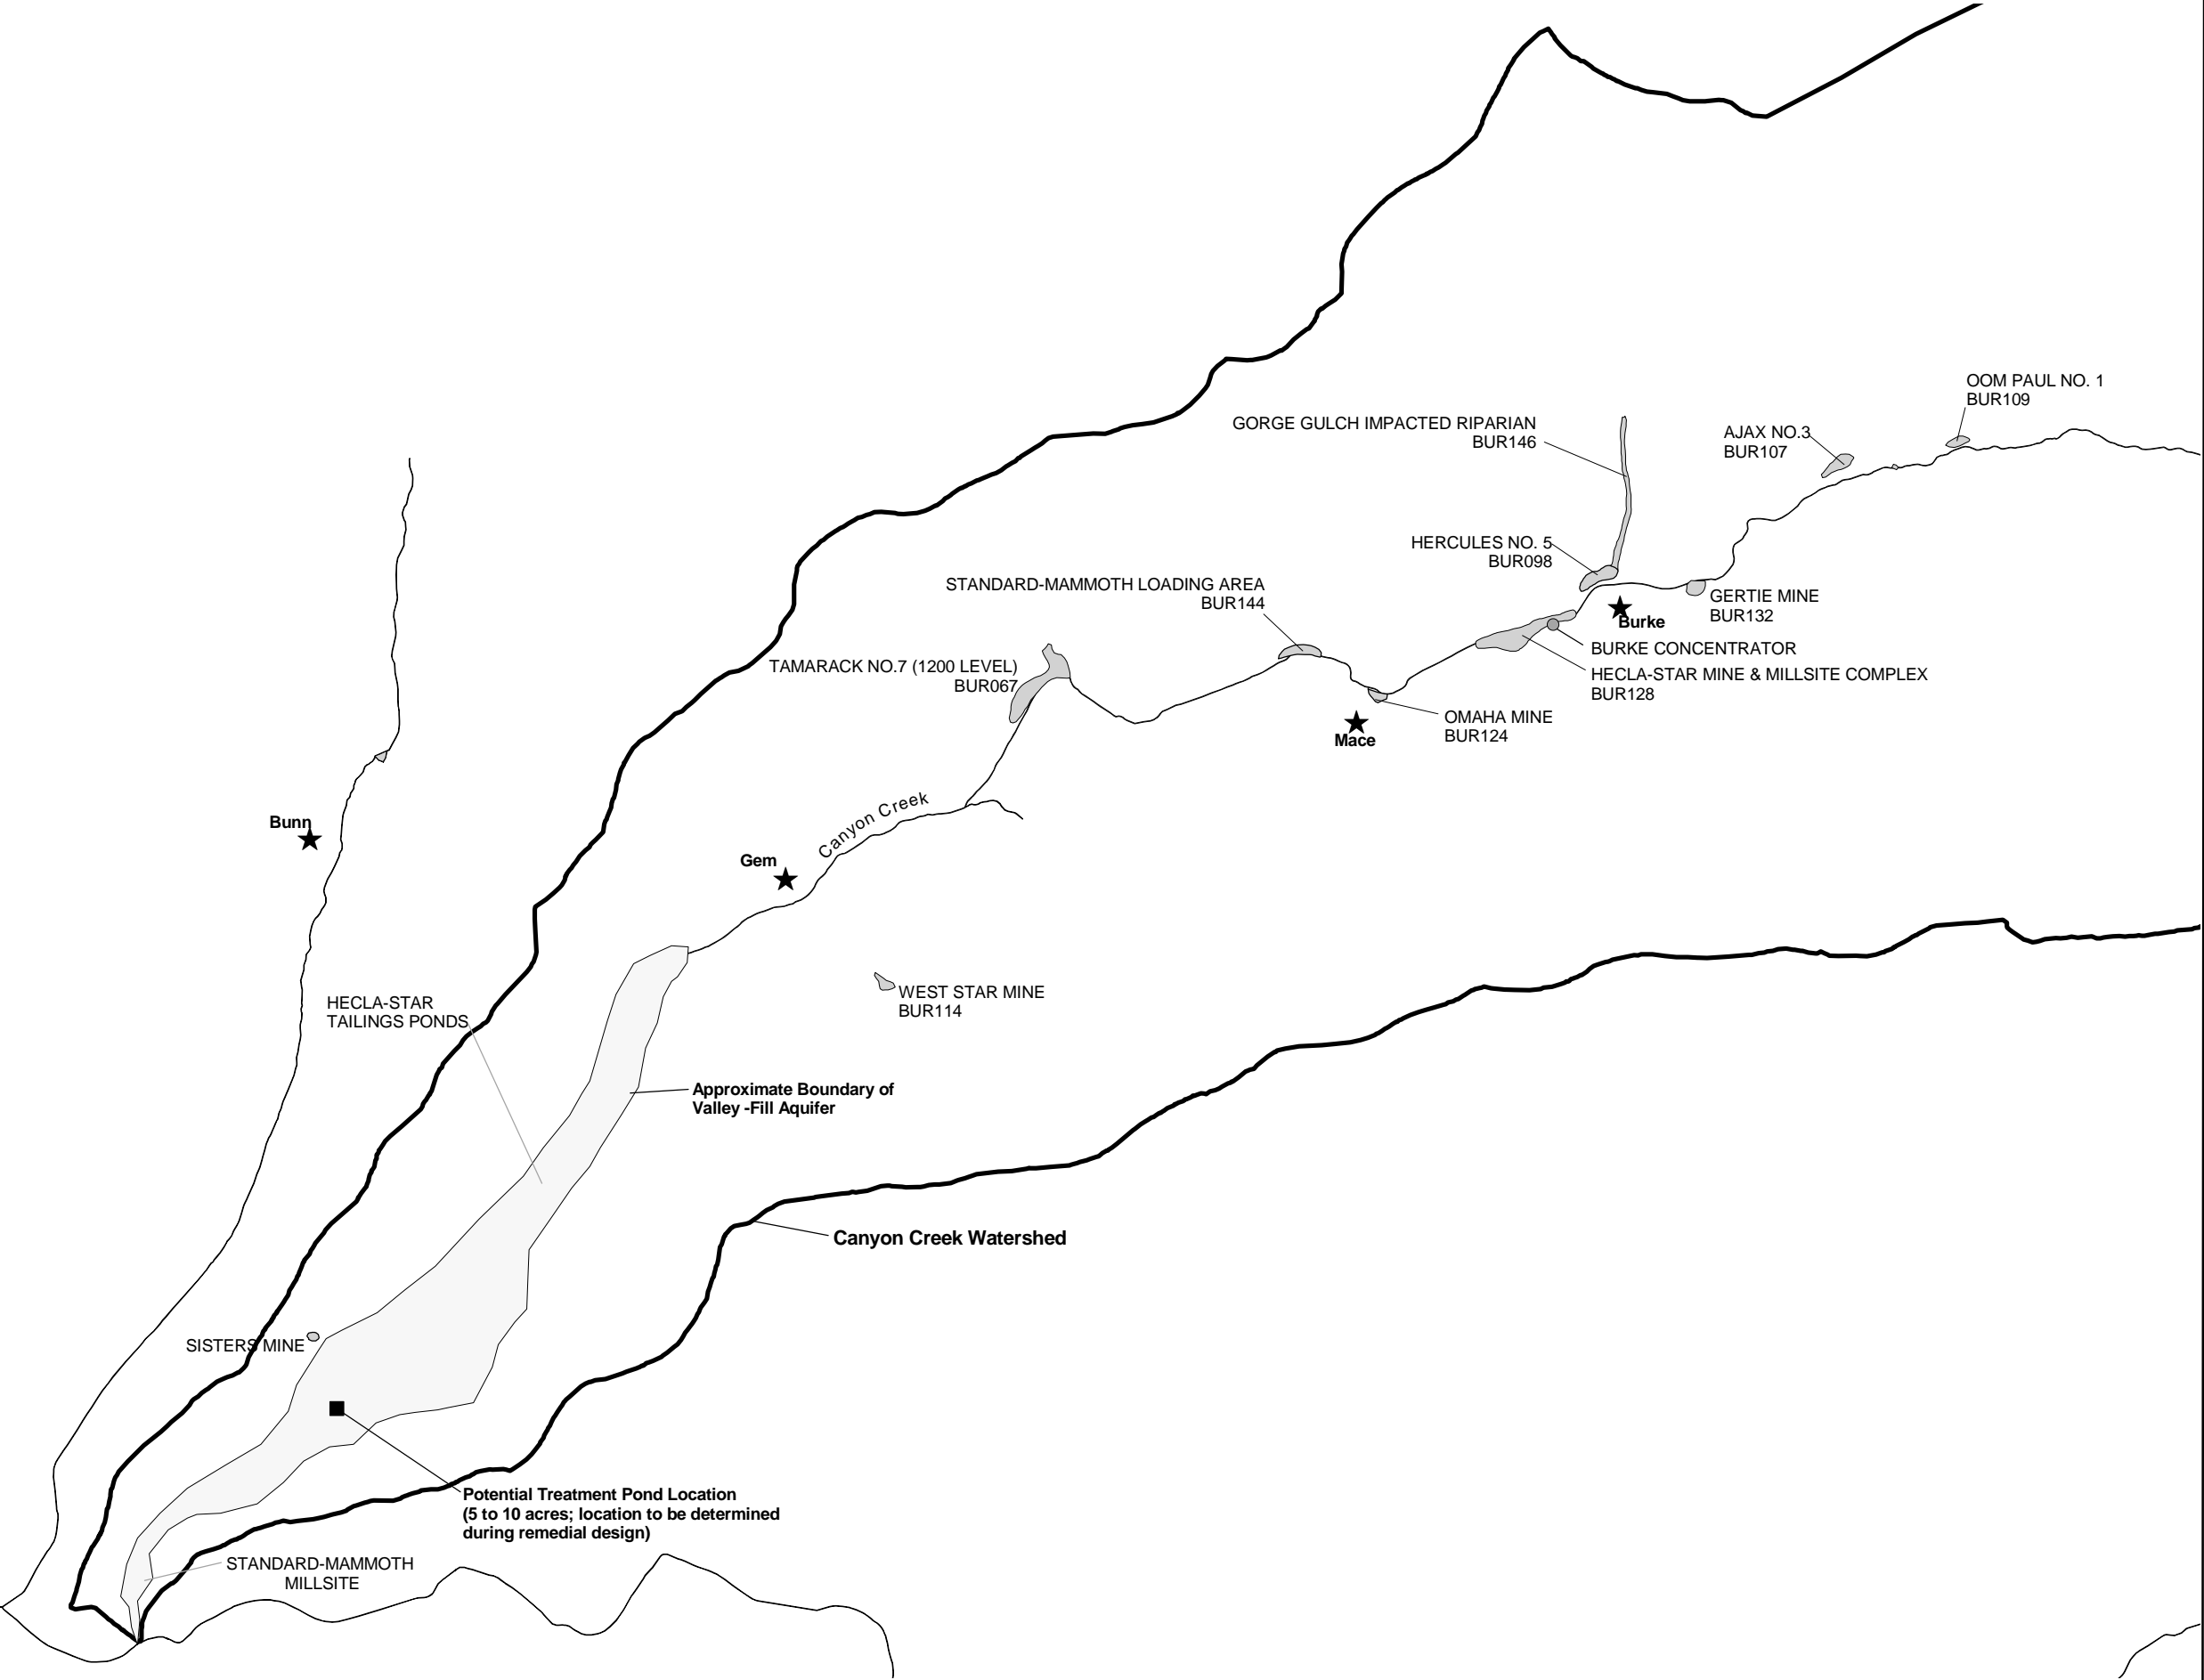 OOM PAUL NO. 1
BUR109
GORGE GULCH IMPACTED RIPARIAN
BUR146
AJAX NO.3
BUR107
HERCULES NO. 5
BUR098
STANDARD-MAMMOTH LOADING AREA
BUR144
GERTIE MINE
BUR132
Burke
BURKE CONCENTRATOR
TAMARACK NO.7 (1200 LEVEL)
BUR067
HECLA-STAR MINE & MILLSITE COMPLEX
BUR128
OMAHA MINE
BUR124
Mace
Canyon Creek
Bunn
Gem
WEST STAR MINE
BUR114
HECLA-STAR
TAILINGS PONDS
Approximate Boundary of
Valley -Fill Aquifer
Canyon Creek Watershed
SISTERS MINE
Potential Treatment Pond Location
(5 to 10 acres; location to be determined
during remedial design)
STANDARD-MAMMOTH
MILLSITE